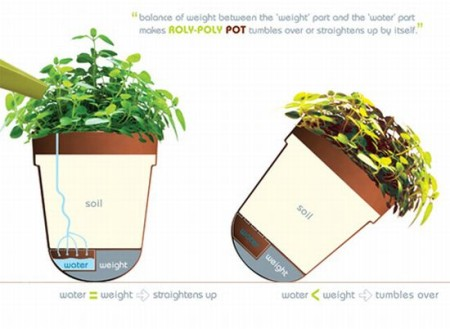 "balance of weight between the 'weight' part and the 'water' part
makes ROLY-POLY POT tumbles over or straightens up by itself."
soil
soil
water weight
water weight
water = weight ⇨ straightens up
water < weight ⇨ tumbles over